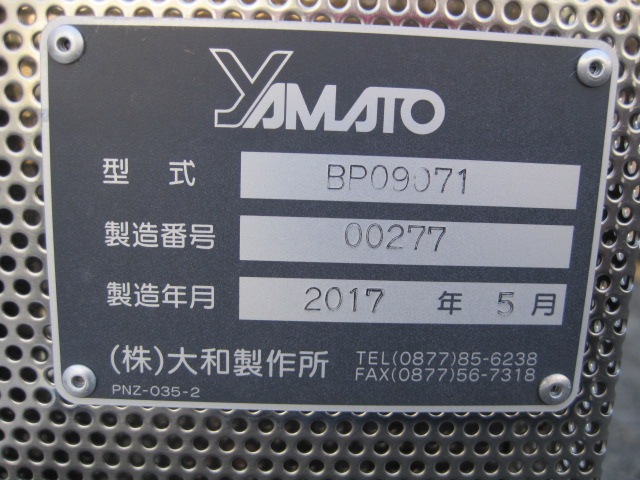 YAMATO
型式 BP09071
製造番号 00277
製造年月 2017 年 5 月
(株)大和製作所 TEL(0877)85-6238
FAX(0877)56-7318
PNZ-035-2